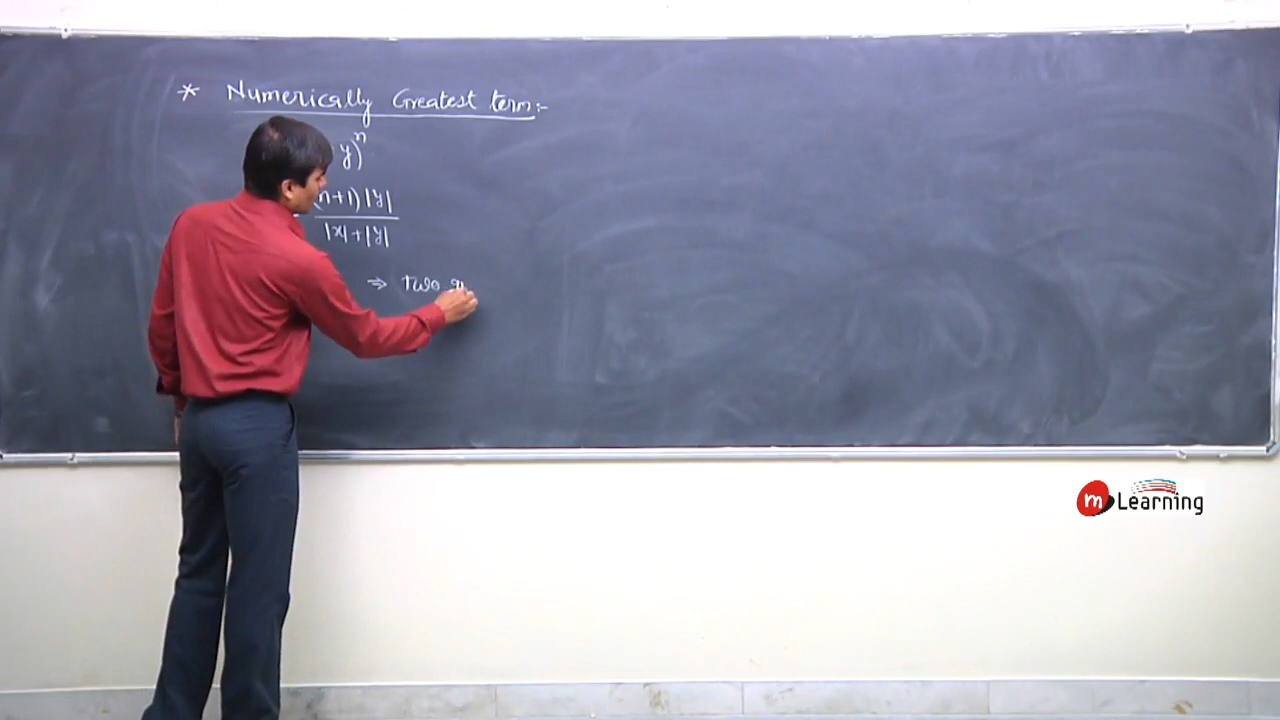 * Numerically Greatest term:-
y)^n
(n+1)|y|
|x|+|y|
⇒ Two
m Learning